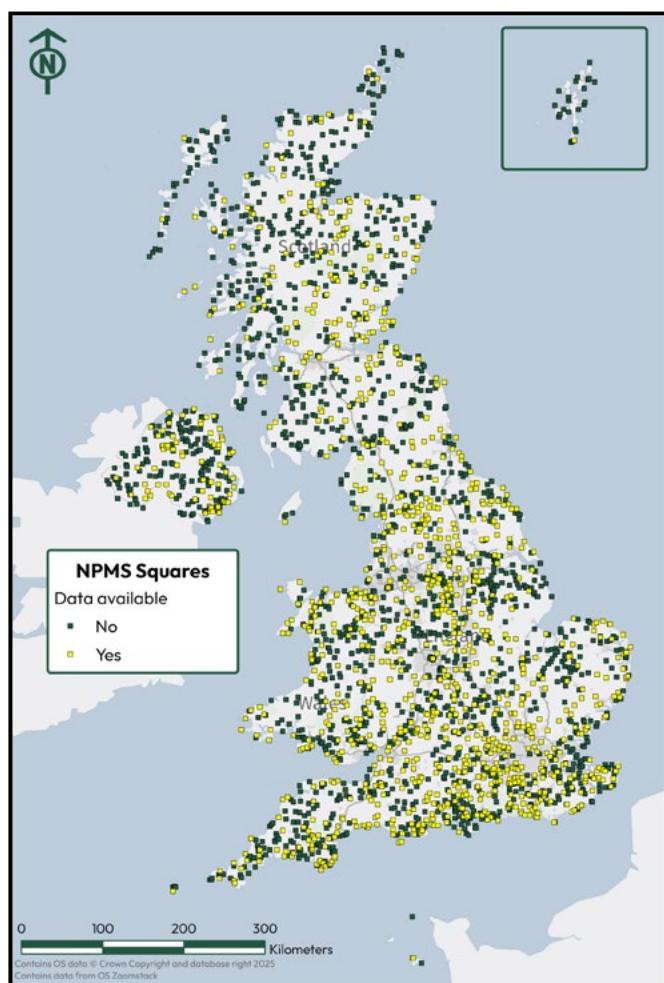 N
Scotland
NPMS Squares
Data available
No
Yes
Wales
0 100 200 300
Kilometers
Contains OS data © Crown Copyright and database right 2025
Contains data from OS Zoomstack